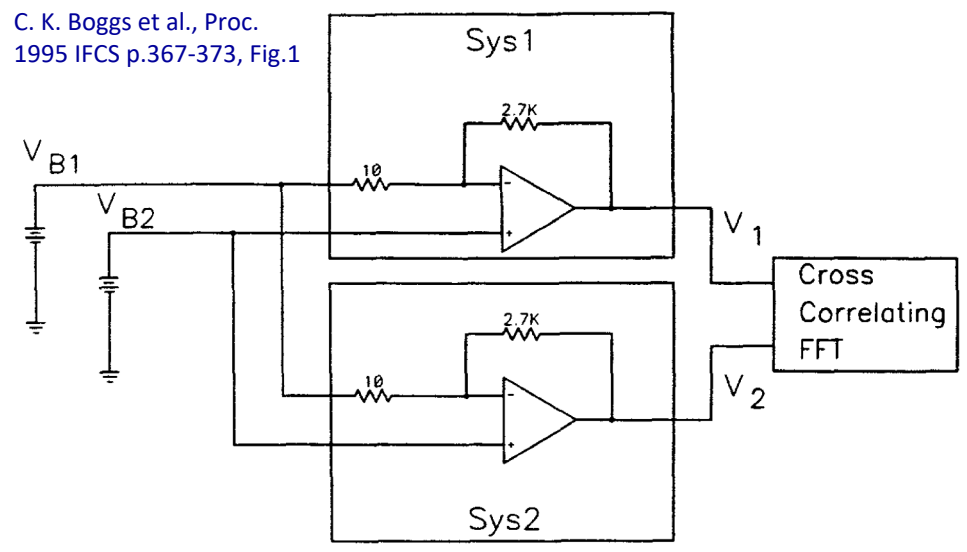 C. K. Boggs et al., Proc.
1995 IFCS p.367-373, Fig.1
Sys1
2.7K
V B1
10
-
V B2
+
V 1
Cross
Correlating
FFT
2.7K
V 2
10
-
+
Sys2